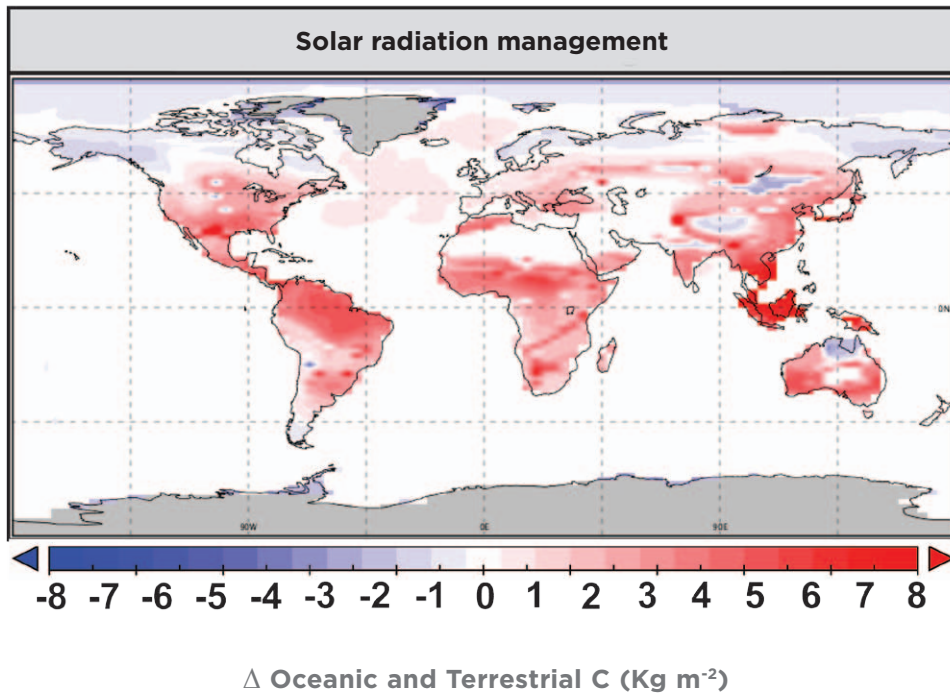 Solar radiation management
0N
90W 0E 90E
-8 -7 -6 -5 -4 -3 -2 -1 0 1 2 3 4 5 6 7 8
Δ Oceanic and Terrestrial C (Kg m⁻²)